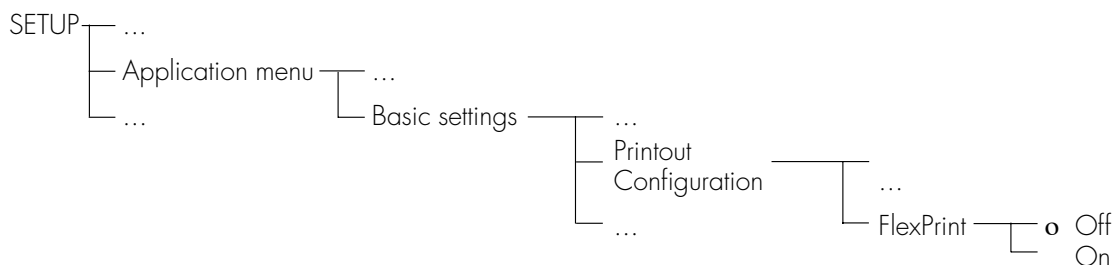 SETUP …
Application menu …
… Basic settings …
Printout
Configuration …
… FlexPrint o Off
On